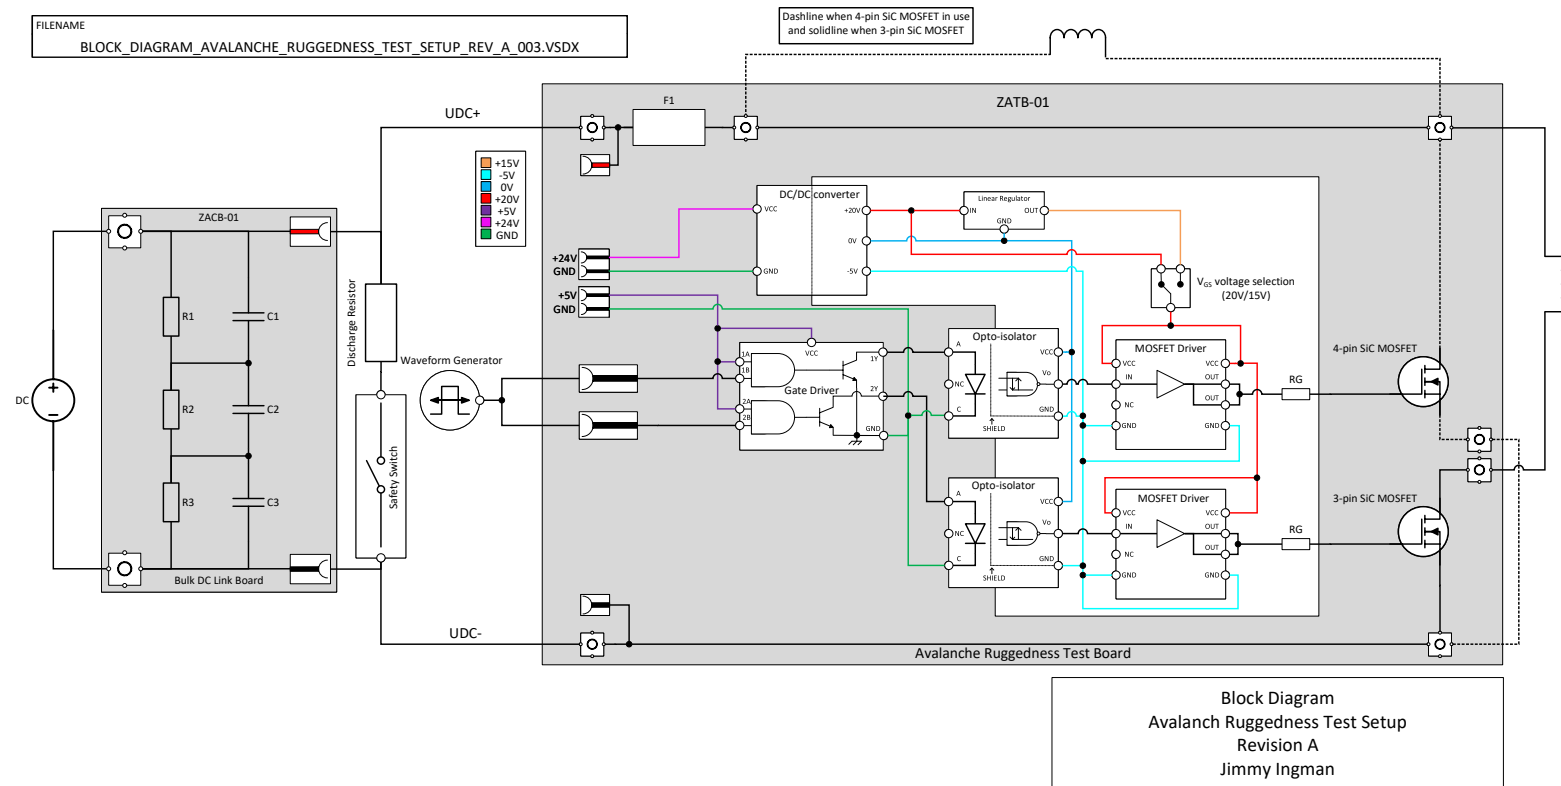 FILENAME
BLOCK_DIAGRAM_AVALANCHE_RUGGEDNESS_TEST_SETUP_REV_A_003.VSDX
Dashline when 4-pin SiC MOSFET in use
and solidline when 3-pin SiC MOSFET
UDC+
F1
ZATB-01
+15V
-5V
0V
+20V
+5V
+24V
GND
ZACB-01
R1
C1
R2
C2
R3
C3
Bulk DC Link Board
DC
Discharge Resistor
Safety Switch
Waveform Generator
+24V
GND
+5V
GND
DC/DC converter
VCC
GND
+20V
0V
-5V
Linear Regulator
IN
OUT
GND
VGS voltage selection
(20V/15V)
VCC
1A
1B
2A
2B
1Y
2Y
GND
Gate Driver
Opto-isolator
A
NC
C
VCC
Vo
GND
SHIELD
MOSFET Driver
VCC
IN
NC
GND
VCC
OUT
OUT
GND
RG
4-pin SiC MOSFET
Opto-isolator
A
NC
C
VCC
Vo
GND
SHIELD
MOSFET Driver
VCC
IN
NC
GND
VCC
OUT
OUT
GND
RG
3-pin SiC MOSFET
UDC-
Avalanche Ruggedness Test Board
Block Diagram
Avalanch Ruggedness Test Setup
Revision A
Jimmy Ingman